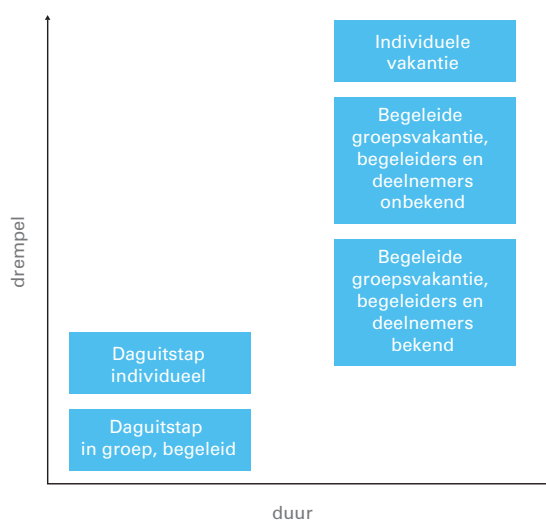 Individuele
vakantie
Begeleide
groepsvakantie,
begeleiders en
deelnemers
onbekend
Begeleide
groepsvakantie,
begeleiders en
deelnemers
bekend
Daguitstap
individueel
Daguitstap
in groep, begeleid
drempel
duur